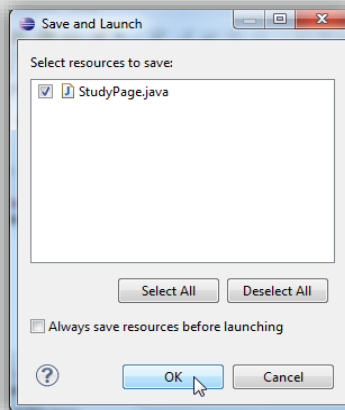 Save and Launch
Select resources to save:
StudyPage.java
Select All Deselect All
Always save resources before launching
OK Cancel